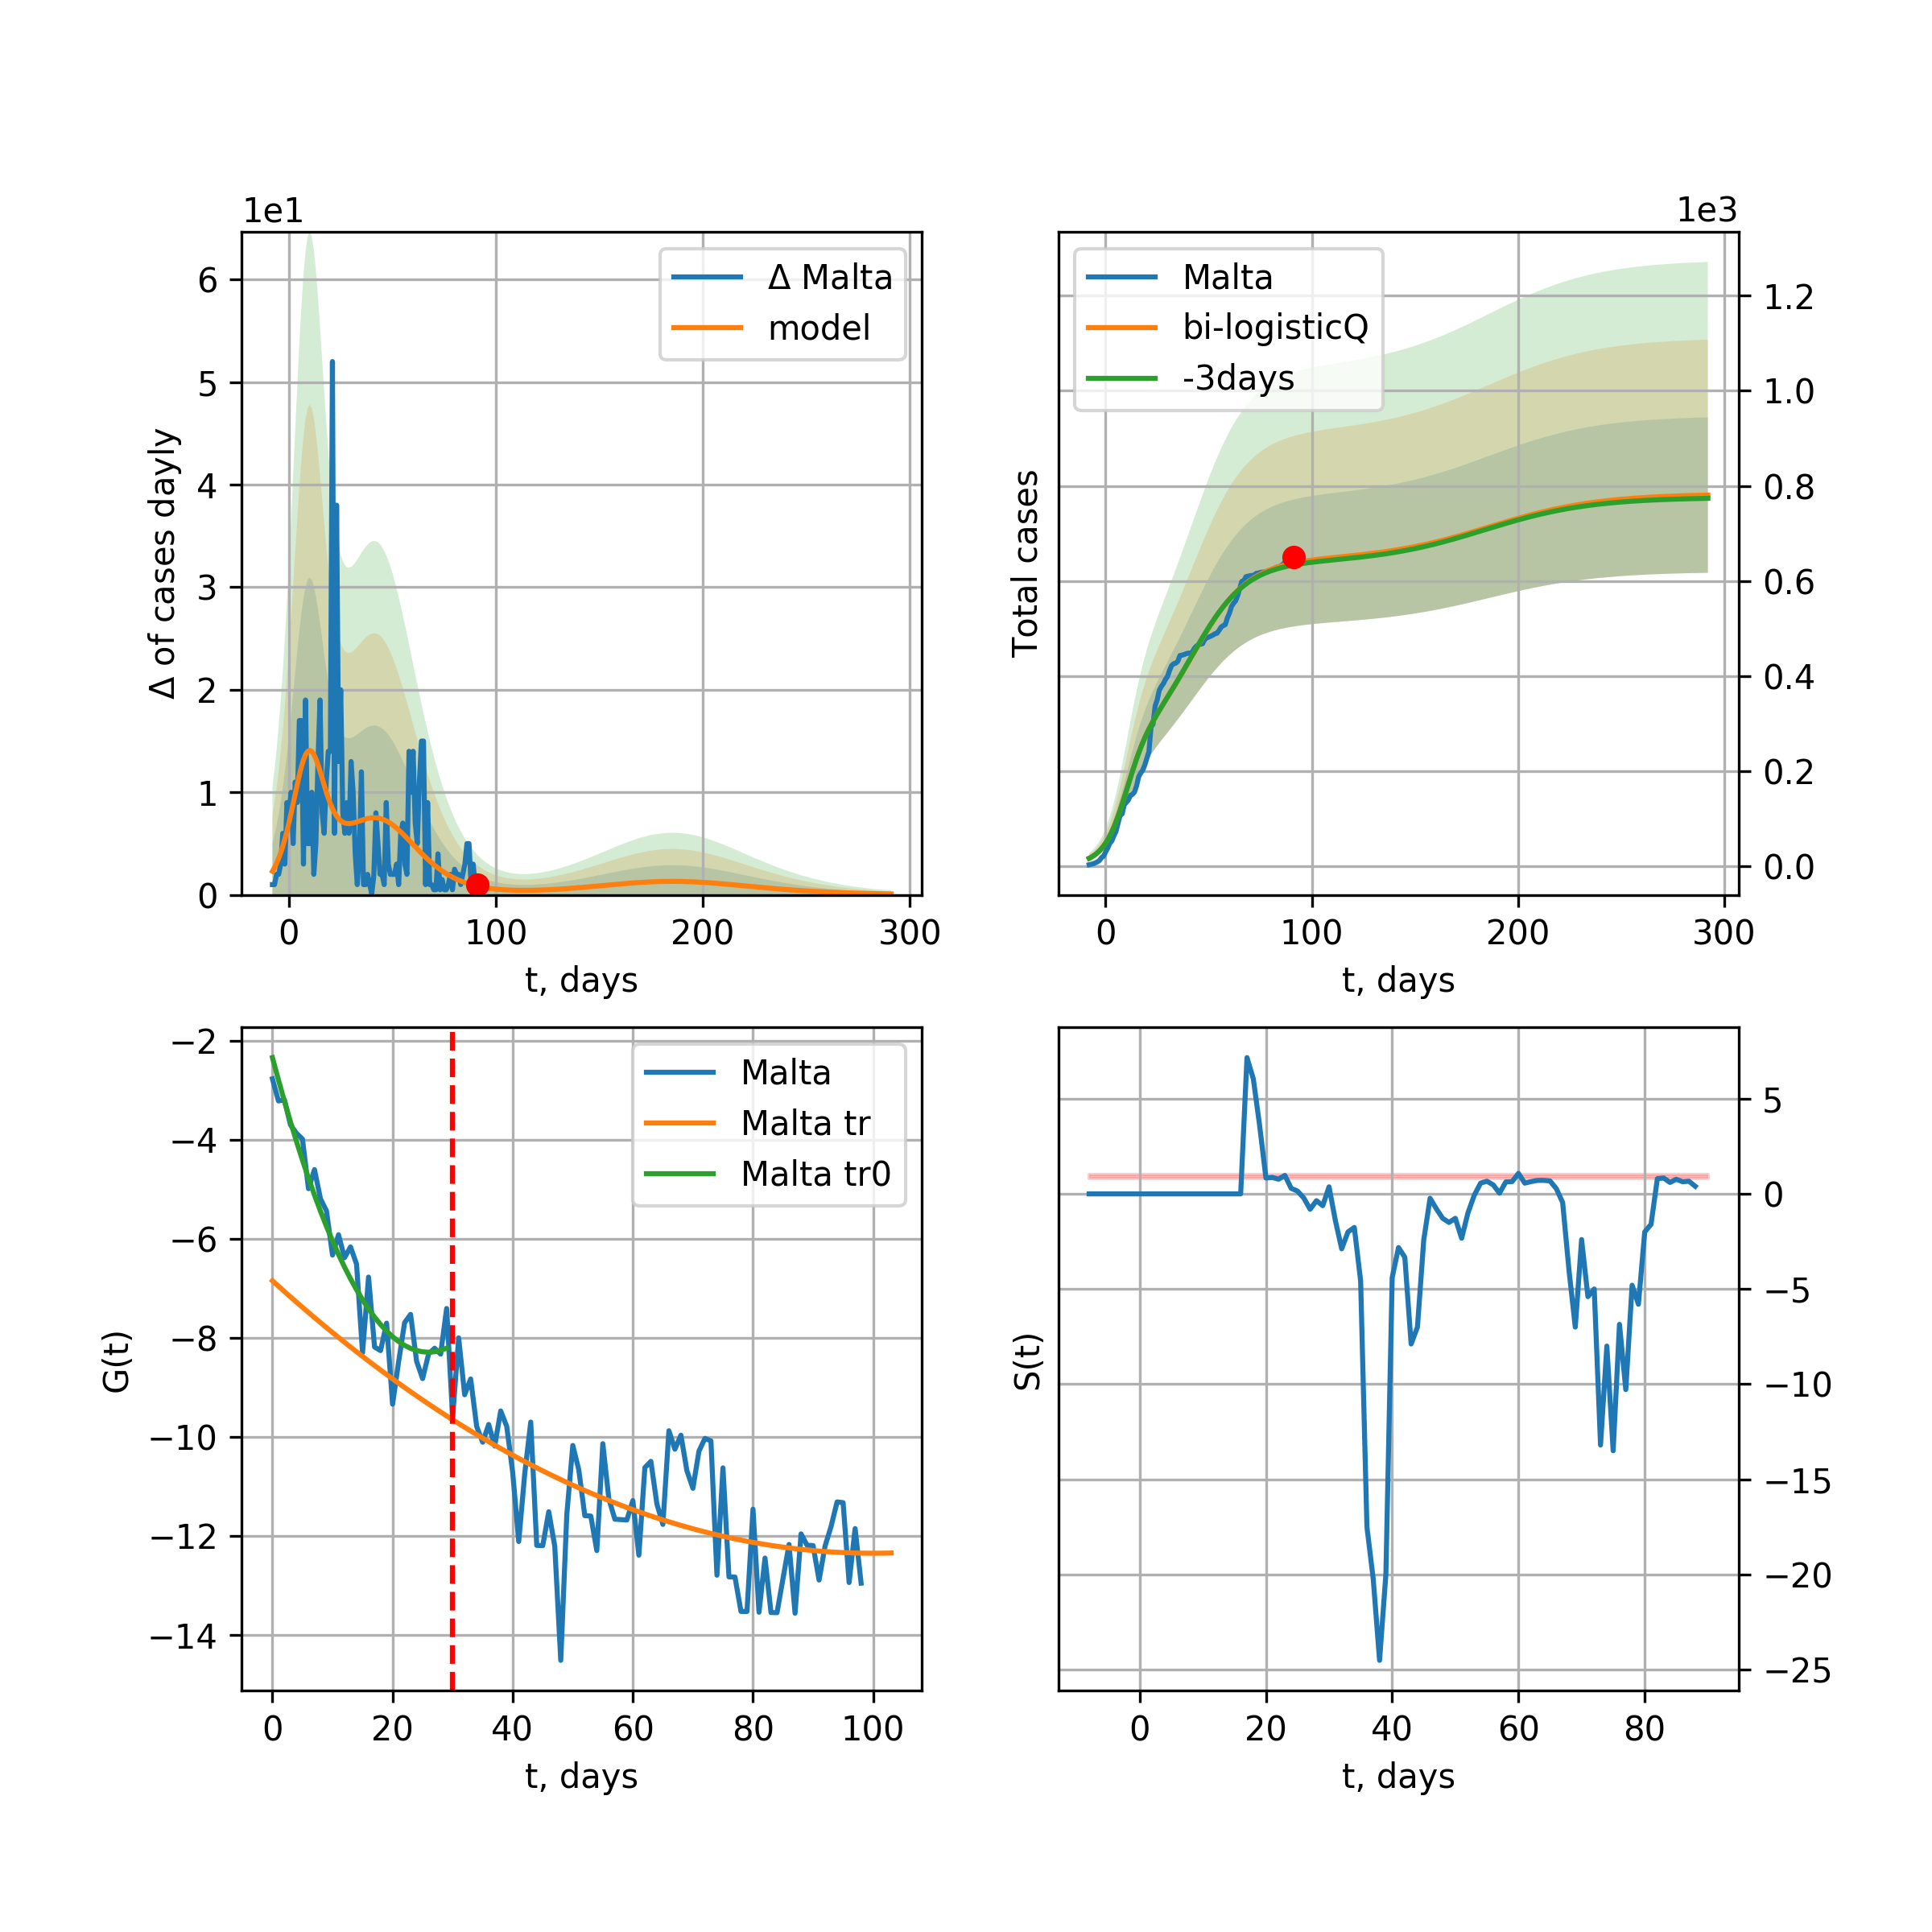 1e1
Δ of cases dayly
6
5
4
3
2
1
0
0 100 200 300
t, days
Δ Malta
model
1e3
Total cases
1.2
1.0
0.8
0.6
0.4
0.2
0.0
0 100 200 300
t, days
Malta
bi-logisticQ
-3days
G(t)
−2
−4
−6
−8
−10
−12
−14
0 20 40 60 80 100
t, days
Malta
Malta tr
Malta tr0
S(t)
5
0
−5
−10
−15
−20
−25
0 20 40 60 80
t, days